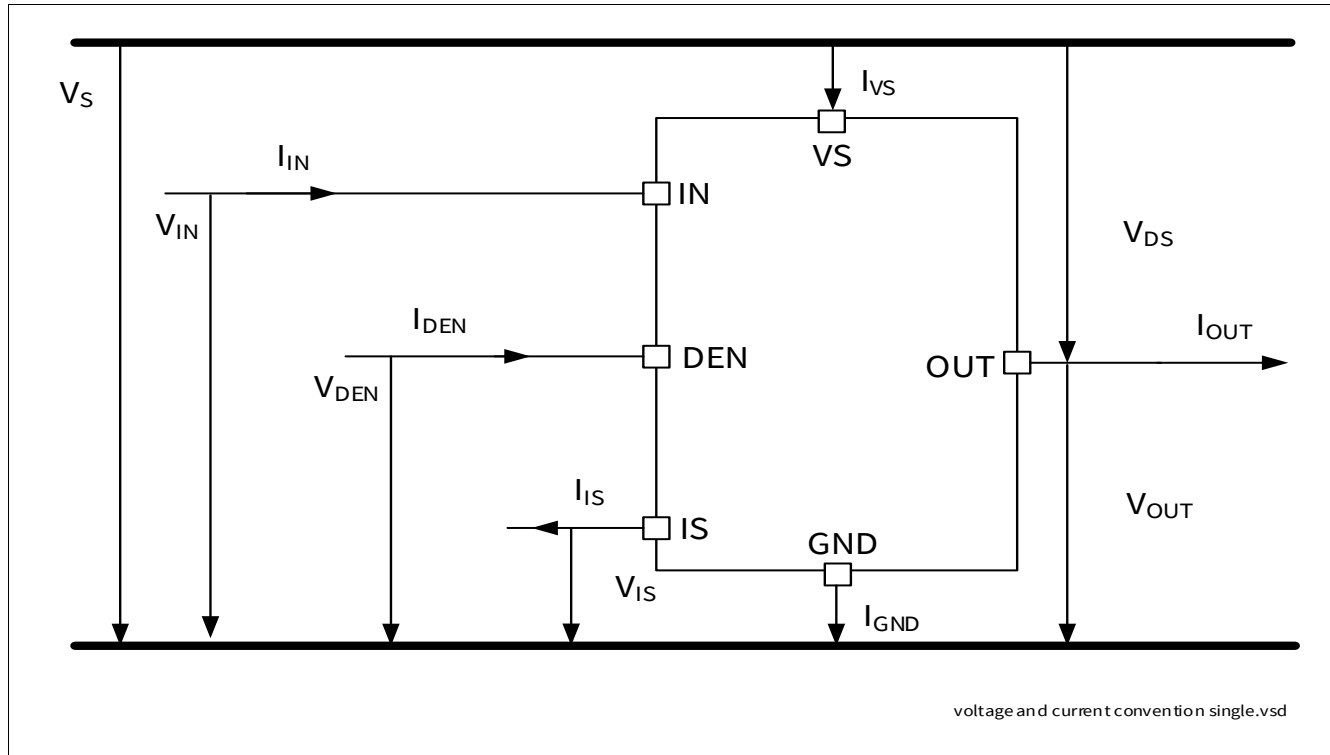 V_S
I_VS
VS
I_IN
IN
V_IN
V_DS
I_DEN
I_OUT
DEN
OUT
V_DEN
I_IS
V_OUT
IS
GND
V_IS
I_GND
voltage and current convention single.vsd